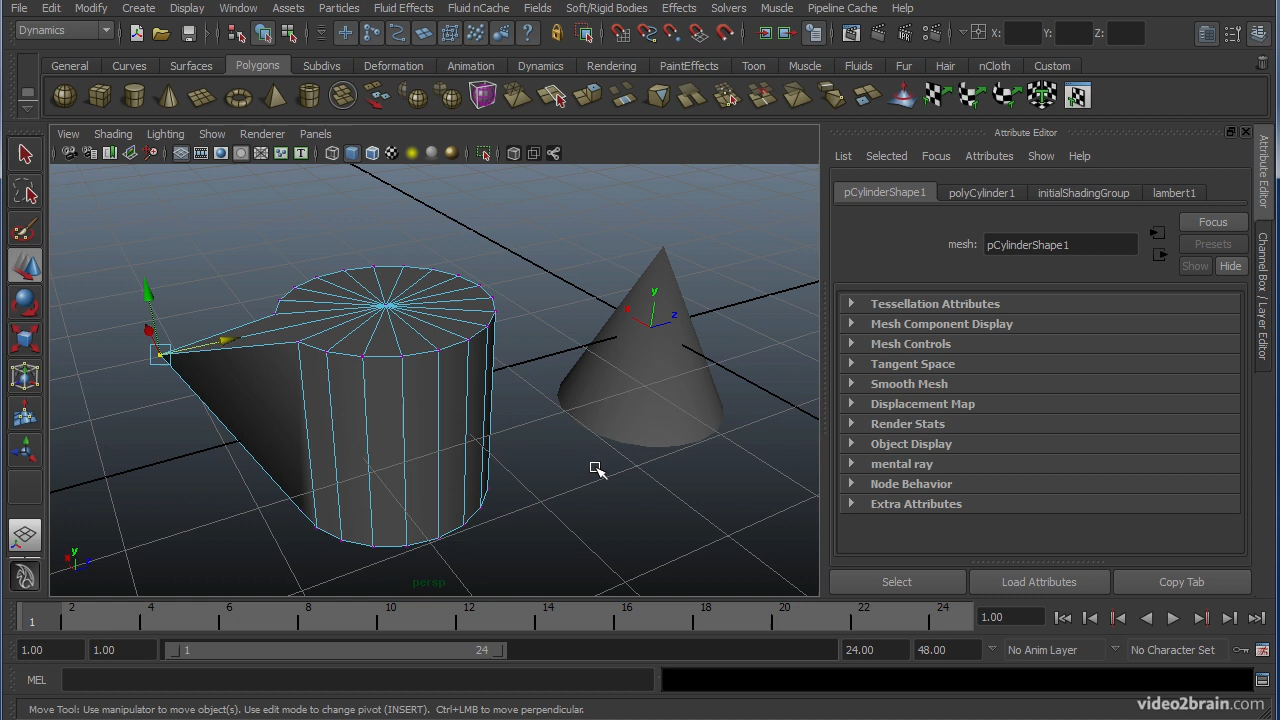 File Edit Modify Create Display Window Assets Particles Fluid Effects Fluid nCache Fields Soft/Rigid Bodies Effects Solvers Muscle Pipeline Cache Help
Dynamics X: Y: Z:
General Curves Surfaces Polygons Subdivs Deformation Animation Dynamics Rendering PaintEffects Toon Muscle Fluids Fur Hair nCloth Custom
View Shading Lighting Show Renderer Panels
Attribute Editor
List Selected Focus Attributes Show Help
pCylinderShape1 polyCylinder1 initialShadingGroup lambert1
Focus
mesh: pCylinderShape1 Presets
Show Hide
Tessellation Attributes
Mesh Component Display
Mesh Controls
Tangent Space
Smooth Mesh
Displacement Map
Render Stats
Object Display
mental ray
Node Behavior
Extra Attributes
Select Load Attributes Copy Tab
Attribute Editor
Channel Box / Layer Editor
y
z
y
persp
2 4 6 8 10 12 14 16 18 20 22 24
1 1.00
1.00 1.00 1 24 24.00 48.00 No Anim Layer No Character Set
MEL
Move Tool: Use manipulator to move object(s). Use edit mode to change pivot (INSERT). Ctrl+LMB to move perpendicular.
video2brain.com